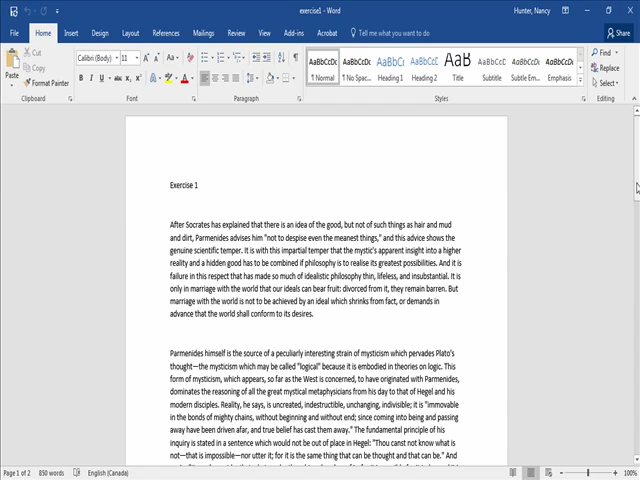 exercise1 - Word
Hunter, Nancy
File Home Insert Design Layout References Mailings Review View Add-ins Acrobat Tell me what you want to do Share
Cut
Copy
Format Painter
Paste
Clipboard
Calibri (Body) 11
Font
Paragraph
AaBbCcDc AaBbCcDc AaBbCc AaBbCcC AaB AaBbCcC AaBbCcDc AaBbCcDc
¶ Normal ¶ No Spac... Heading 1 Heading 2 Title Subtitle Subtle Em... Emphasis
Styles
Find
Replace
Select
Editing
Exercise 1
After Socrates has explained that there is an idea of the good, but not of such things as hair and mud
and dirt, Parmenides advises him "not to despise even the meanest things," and this advice shows the
genuine scientific temper. It is with this impartial temper that the mystic's apparent insight into a higher
reality and a hidden good has to be combined if philosophy is to realise its greatest possibilities. And it is
failure in this respect that has made so much of idealistic philosophy thin, lifeless, and insubstantial. It is
only in marriage with the world that our ideals can bear fruit: divorced from it, they remain barren. But
marriage with the world is not to be achieved by an ideal which shrinks from fact, or demands in
advance that the world shall conform to its desires.
Parmenides himself is the source of a peculiarly interesting strain of mysticism which pervades Plato's
thought—the mysticism which may be called "logical" because it is embodied in theories on logic. This
form of mysticism, which appears, so far as the West is concerned, to have originated with Parmenides,
dominates the reasoning of all the great mystical metaphysicians from his day to that of Hegel and his
modern disciples. Reality, he says, is uncreated, indestructible, unchanging, indivisible; it is "immovable
in the bonds of mighty chains, without beginning and without end; since coming into being and passing
away have been driven afar, and true belief has cast them away." The fundamental principle of his
inquiry is stated in a sentence which would not be out of place in Hegel: "Thou canst not know what is
not—that is impossible—nor utter it; for it is the same thing that can be thought and that can be." And
Page 1 of 2 850 words English (Canada) 100%